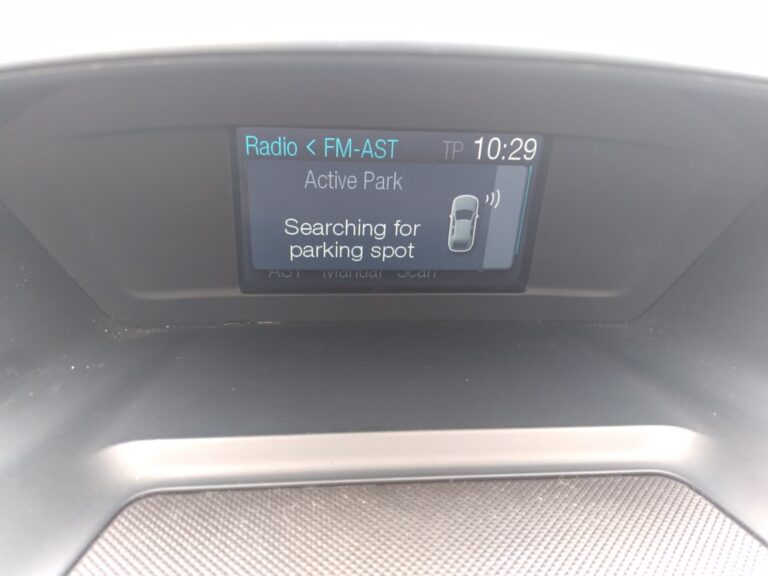 Radio < FM-AST TP 10:29
Active Park
Searching for
parking spot
AST Manual Scan